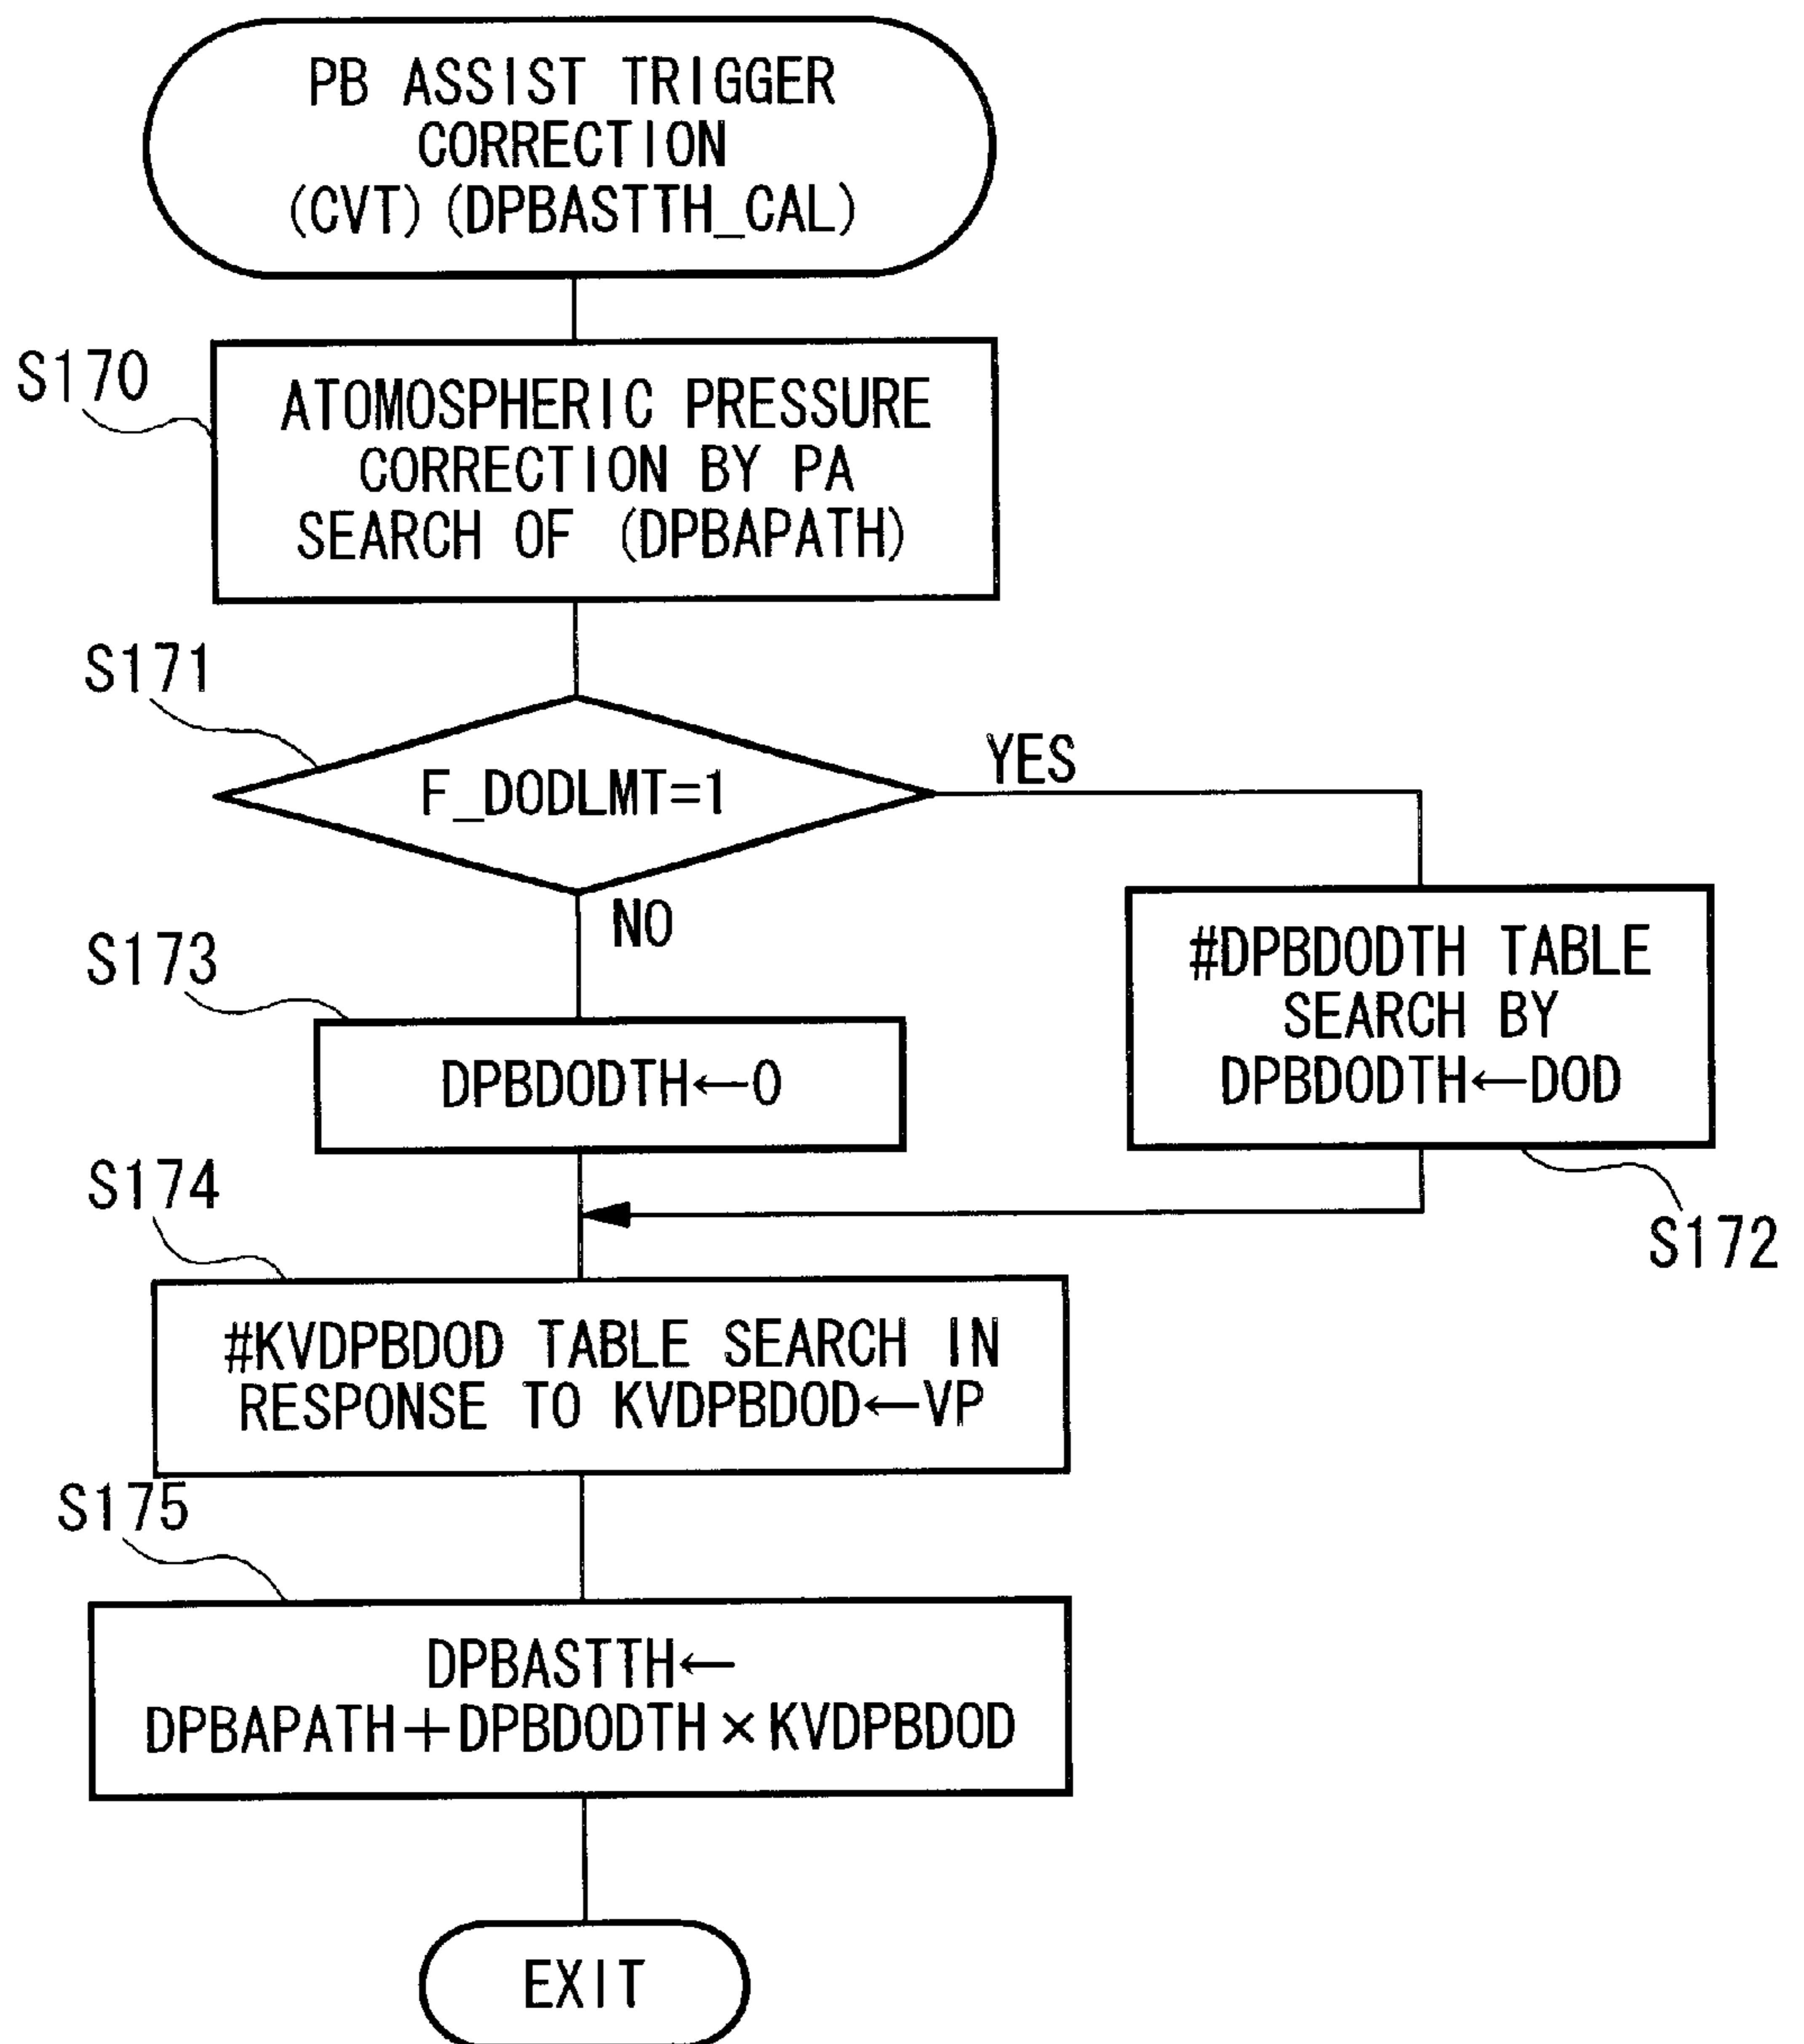 PB ASSIST TRIGGER
CORRECTION
(CVT) (DPBASTTH_CAL)
S170
ATOMOSPHERIC PRESSURE
CORRECTION BY PA
SEARCH OF (DPBAPATH)
S171
F_DODLMT=1
YES
NO
S173
DPBDODTH←0
#DPBDODTH TABLE
SEARCH BY
DPBDODTH←DOD
S172
S174
#KVDPBDOD TABLE SEARCH IN
RESPONSE TO KVDPBDOD←VP
S175
DPBASTTH←
DPBAPATH+DPBDODTH×KVDPBDOD
EXIT